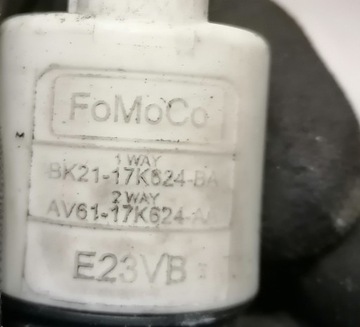 FoMoCo
1 WAY
BK21-17K624-BA
2 WAY
AV61-17K624-AA
E23VB